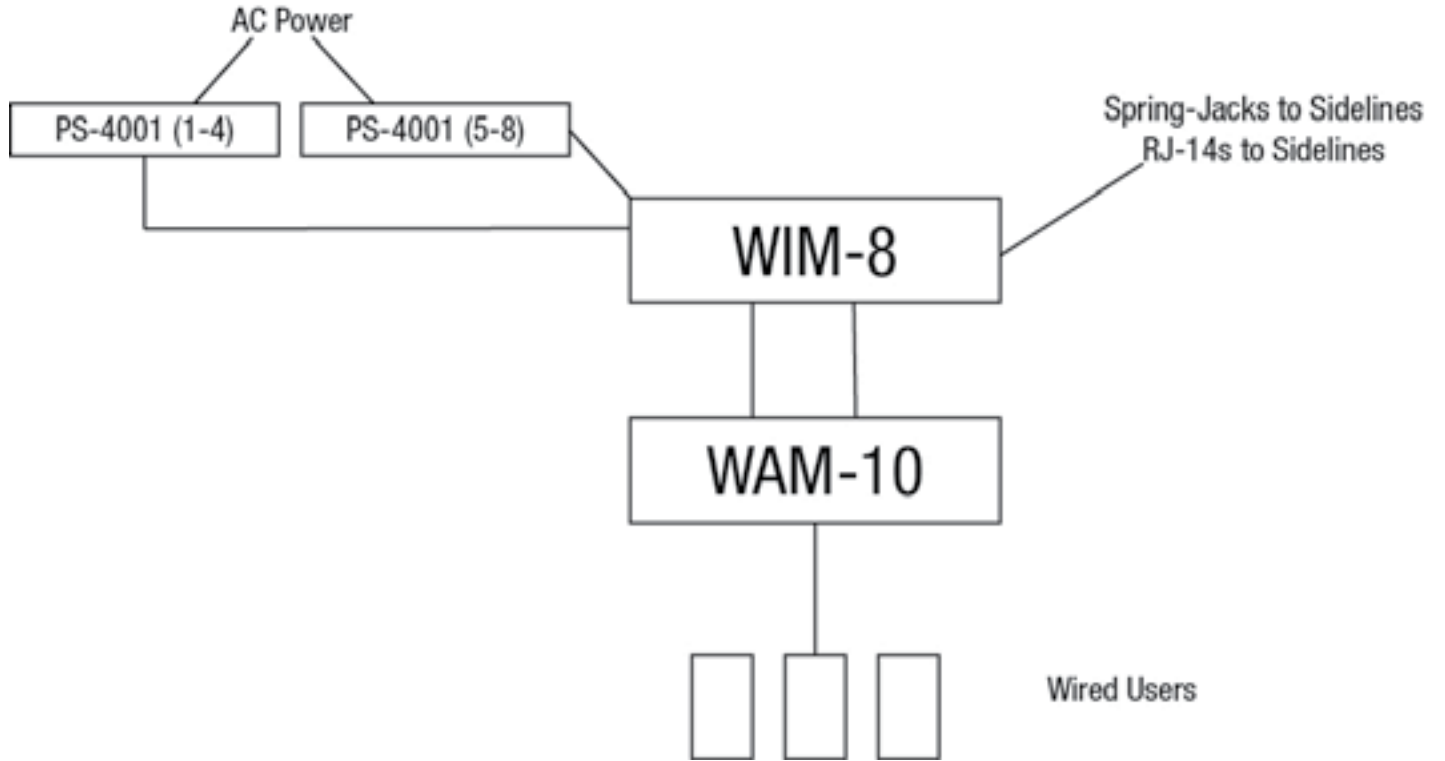 AC Power
PS-4001 (1-4)
PS-4001 (5-8)
Spring-Jacks to Sidelines
RJ-14s to Sidelines
WIM-8
WAM-10
Wired Users